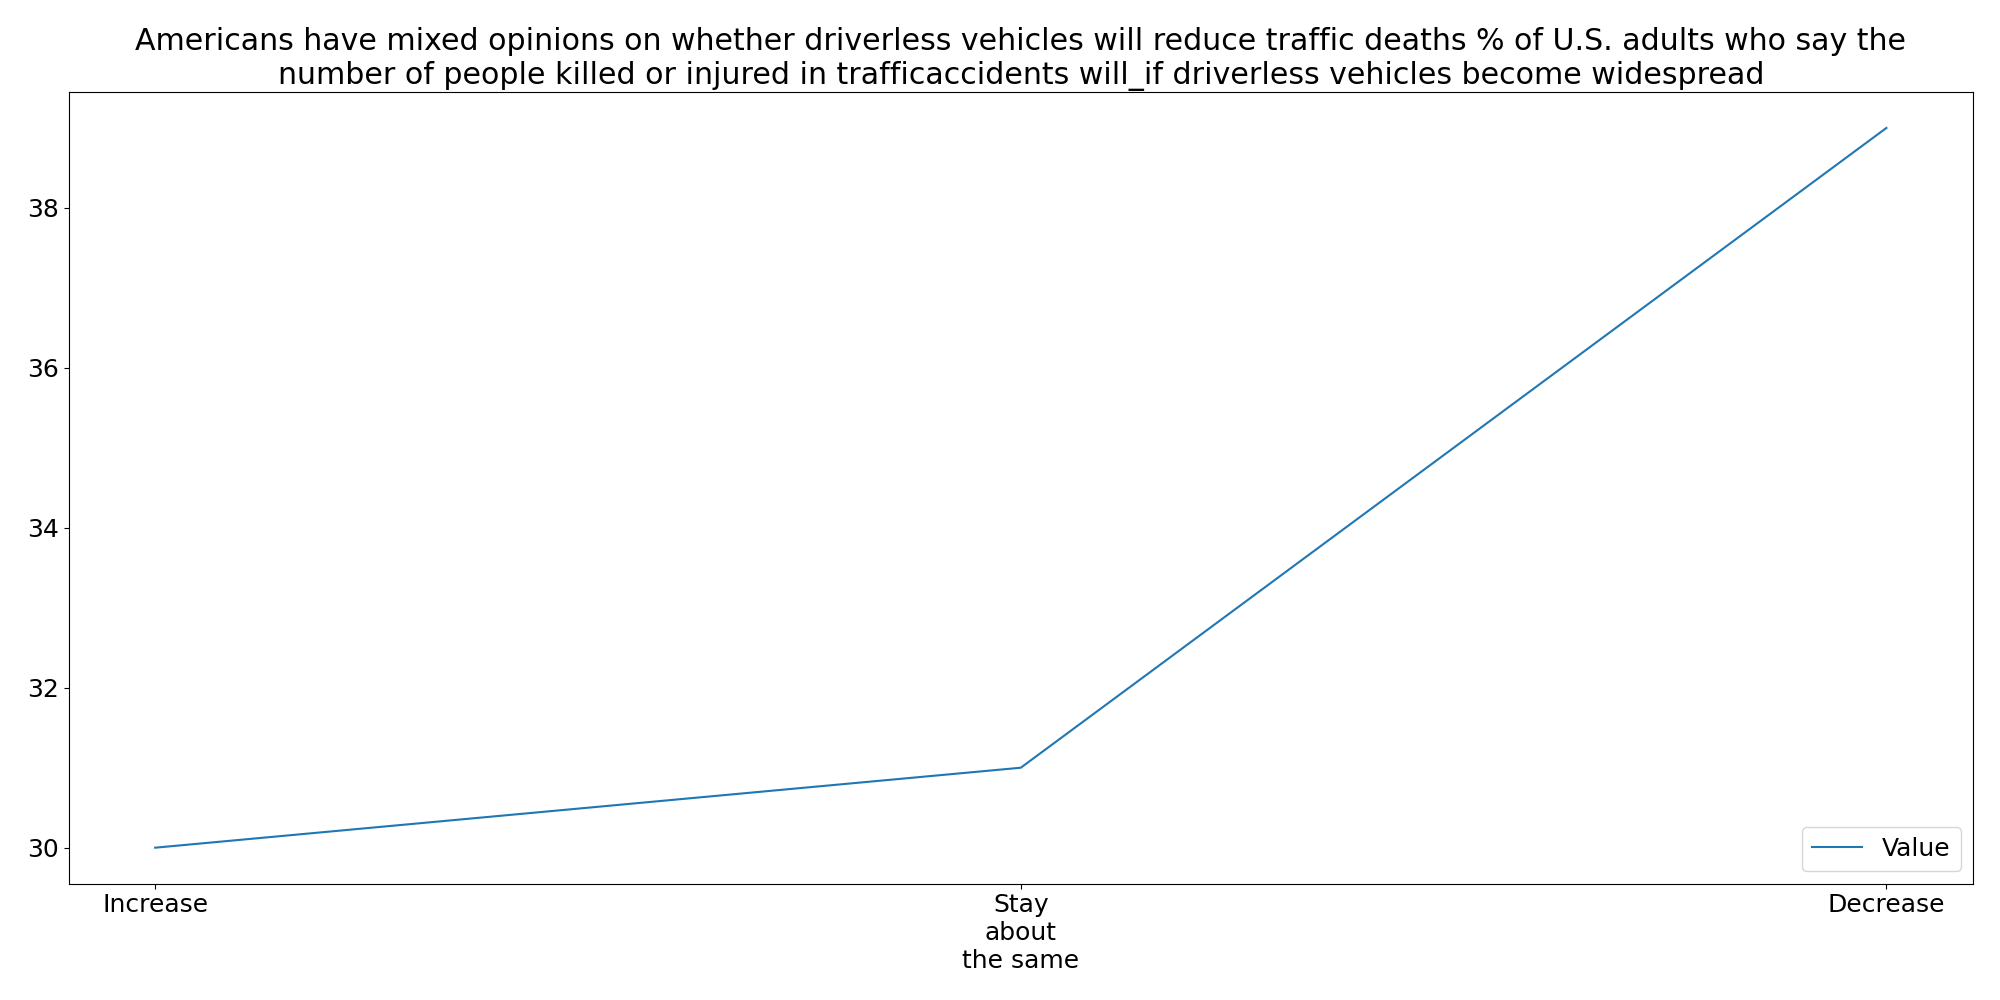 Americans have mixed opinions on whether driverless vehicles will reduce traffic deaths % of U.S. adults who say the
number of people killed or injured in trafficaccidents will_if driverless vehicles become widespread
38
36
34
32
30
Value
Increase
Stay
about
the same
Decrease